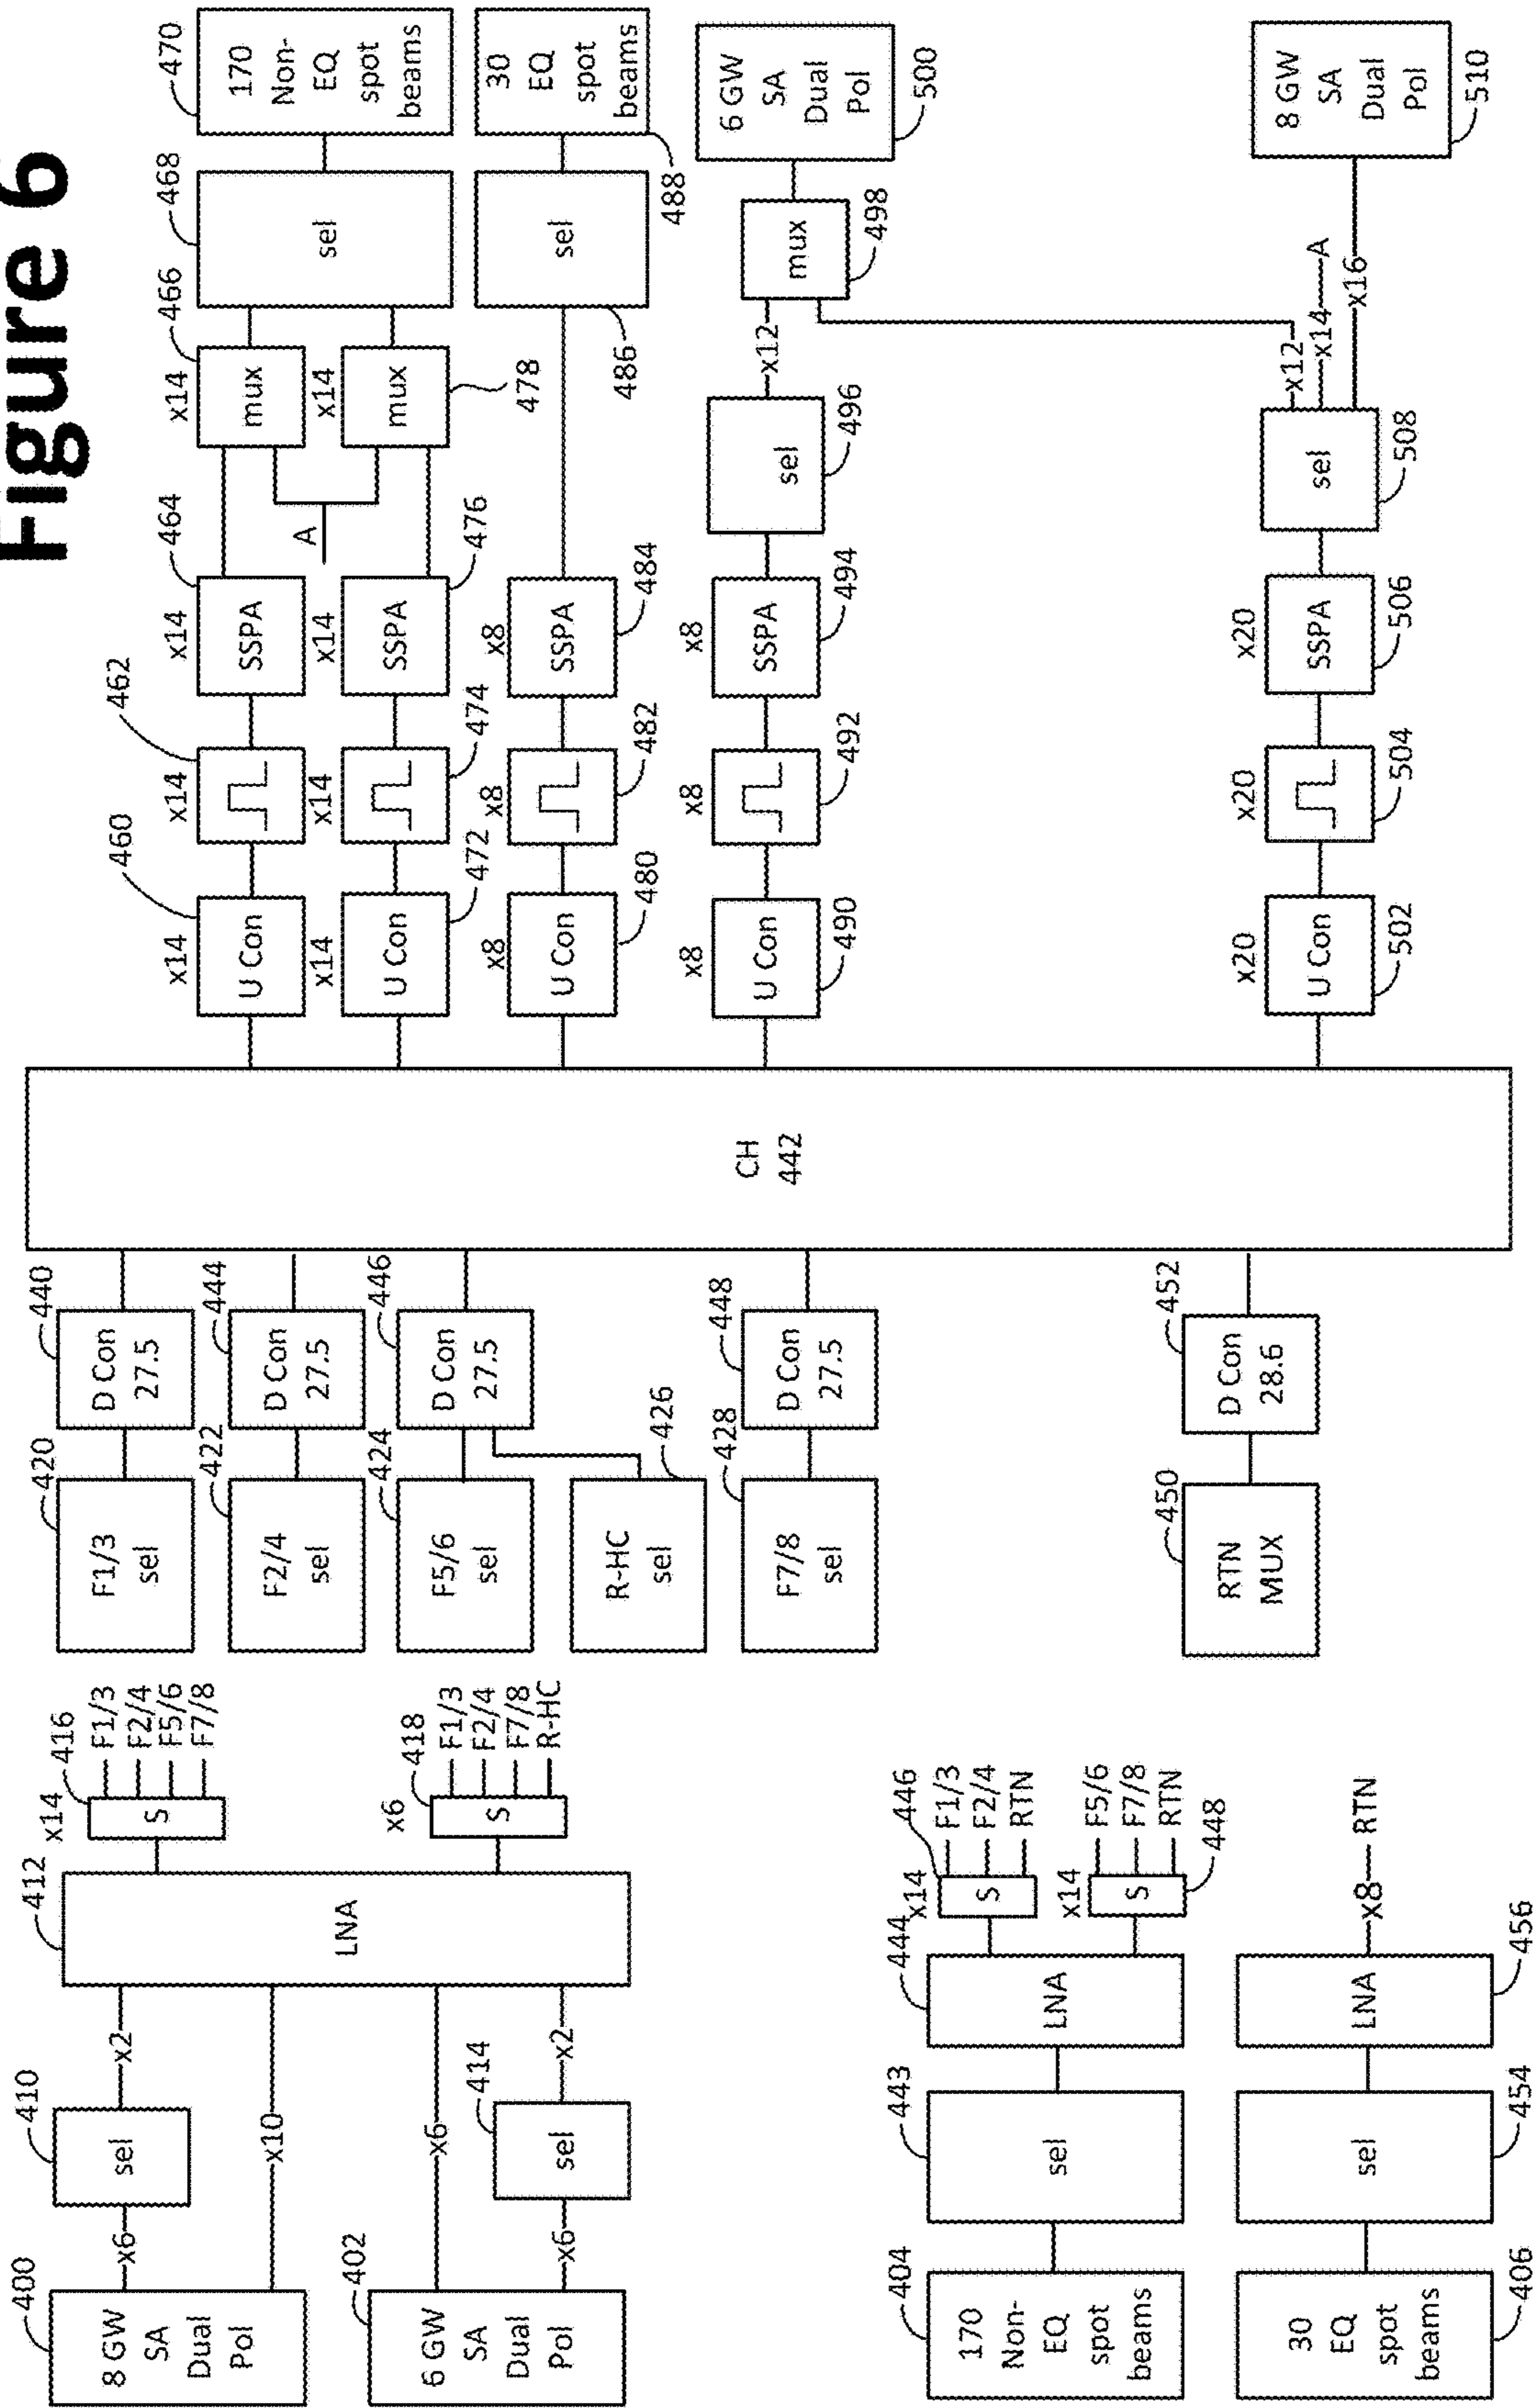 Figure 6
400
8 GW
SA
Dual
Pol
x6
410
sel
x2
x10
412
LNA
402
6 GW
SA
Dual
Pol
x6
x6
414
sel
x2
x14
416
S
F1/3
F2/4
F5/6
F7/8
x6
418
S
F1/3
F2/4
F7/8
R-HC
404
170
Non-
EQ
spot
beams
443
sel
444
LNA
x14
446
S
F1/3
F2/4
RTN
x14
S
448
F5/6
F7/8
RTN
30
EQ
spot
beams
406
sel
454
LNA
456
x8
RTN
420
F1/3
sel
440
D Con
27.5
422
F2/4
sel
444
D Con
27.5
424
F5/6
sel
446
D Con
27.5
426
R-HC
sel
428
F7/8
sel
448
D Con
27.5
450
RTN
MUX
452
D Con
28.6
CH
442
x14
460
U Con
x14
462
x14
464
SSPA
x14
466
mux
468
sel
470
170
Non-
EQ
spot
beams
A
x14
472
U Con
x14
474
x14
476
SSPA
x14
478
mux
x8
480
U Con
x8
482
x8
484
SSPA
486
sel
488
30
EQ
spot
beams
x8
490
U Con
x8
492
x8
494
SSPA
496
sel
x12
498
mux
500
6 GW
SA
Dual
Pol
x20
502
U Con
x20
504
x20
506
SSPA
508
sel
x12
x14
A
x16
510
8 GW
SA
Dual
Pol